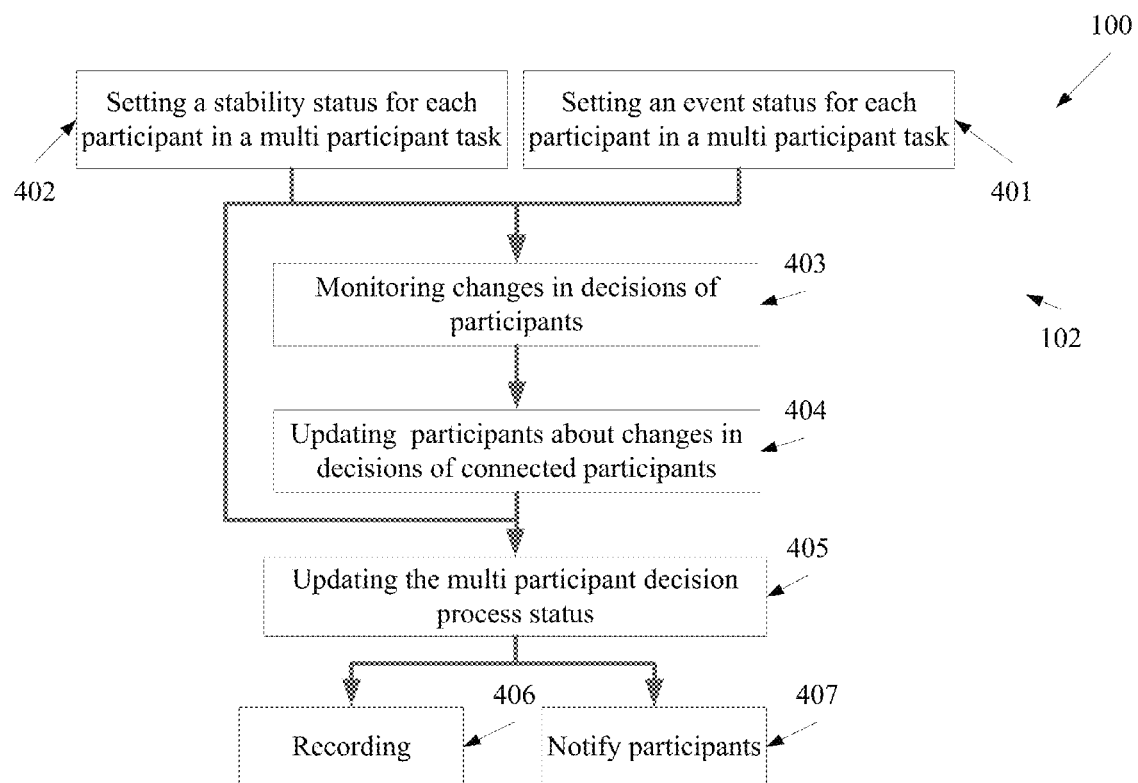 100
Setting a stability status for each
participant in a multi participant task
Setting an event status for each
participant in a multi participant task
402
401
403
Monitoring changes in decisions of
participants
102
404
Updating participants about changes in
decisions of connected participants
405
Updating the multi participant decision
process status
406
407
Recording
Notify participants